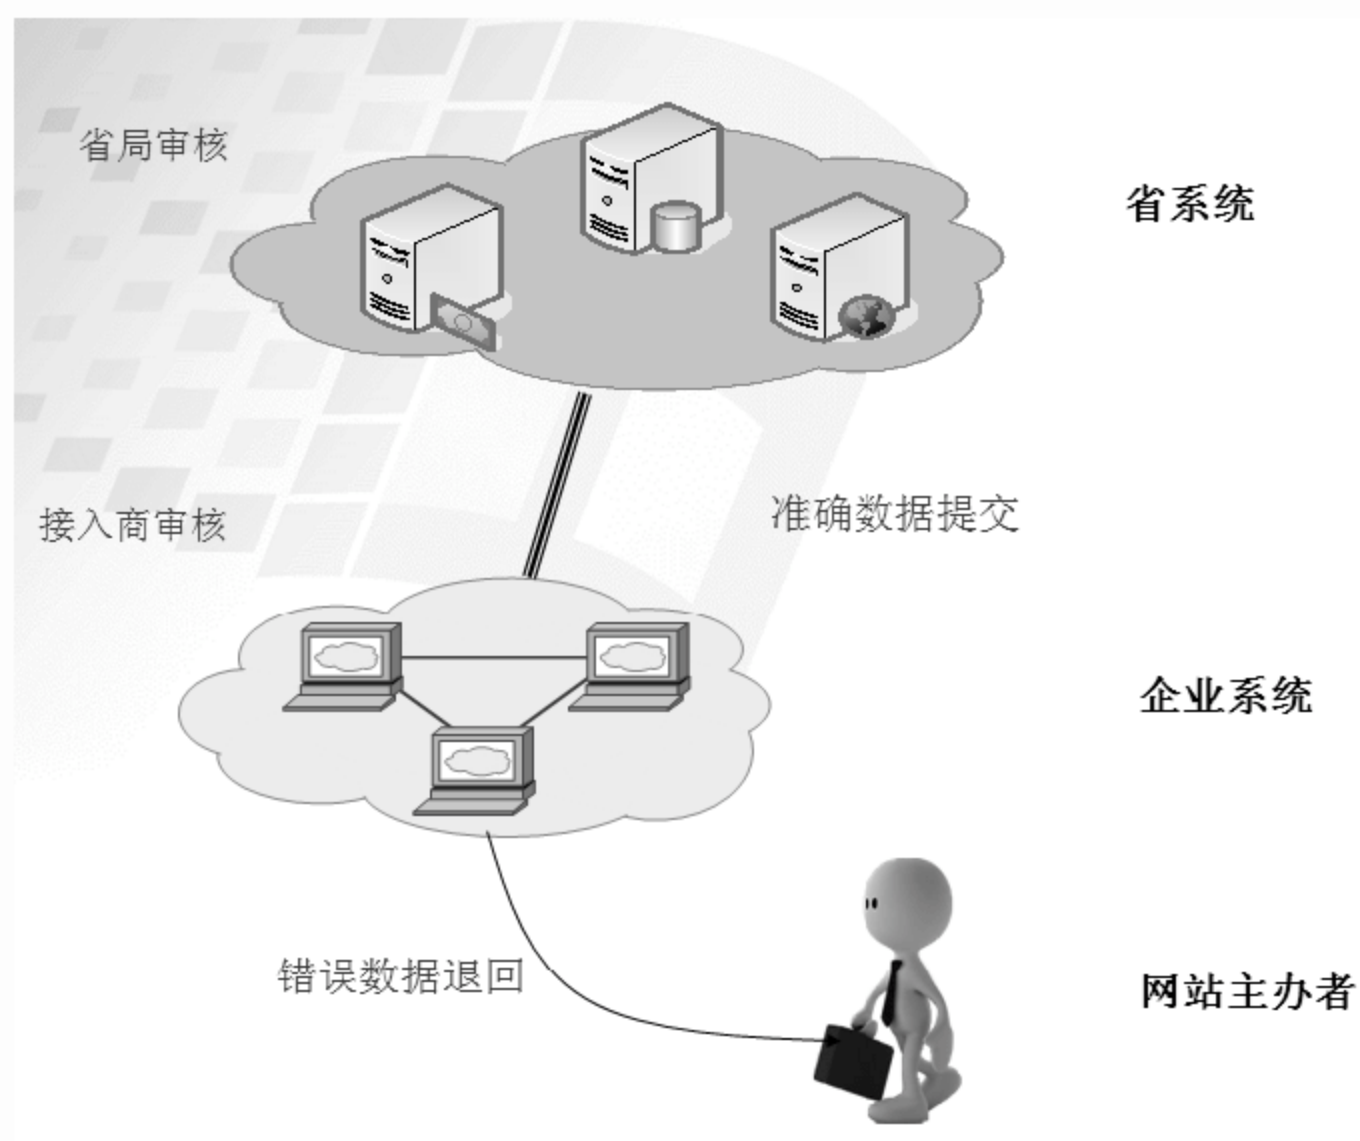 省局审核
省系统
接入商审核
准确数据提交
企业系统
错误数据退回
网站主办者